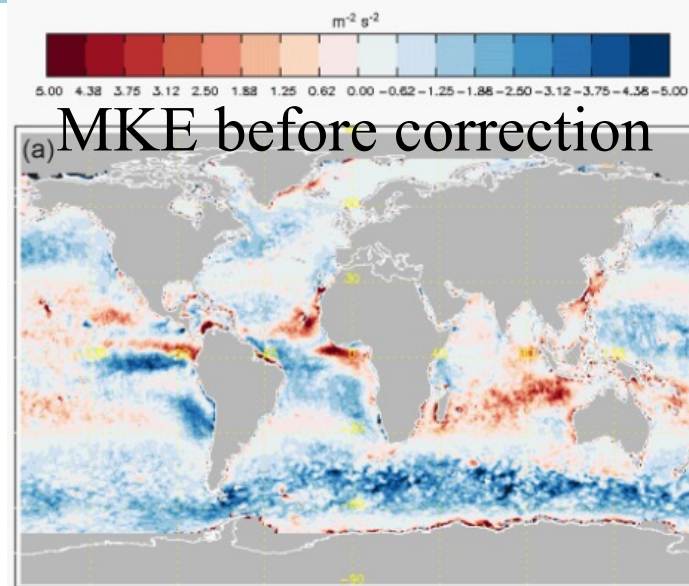 m⁻² s⁻²
5.00 4.38 3.75 3.12 2.50 1.88 1.25 0.62 0.00 -0.62 -1.25 -1.88 -2.50 -3.12 -3.75 -4.38 -5.00
(a) MKE before correction
30
-90